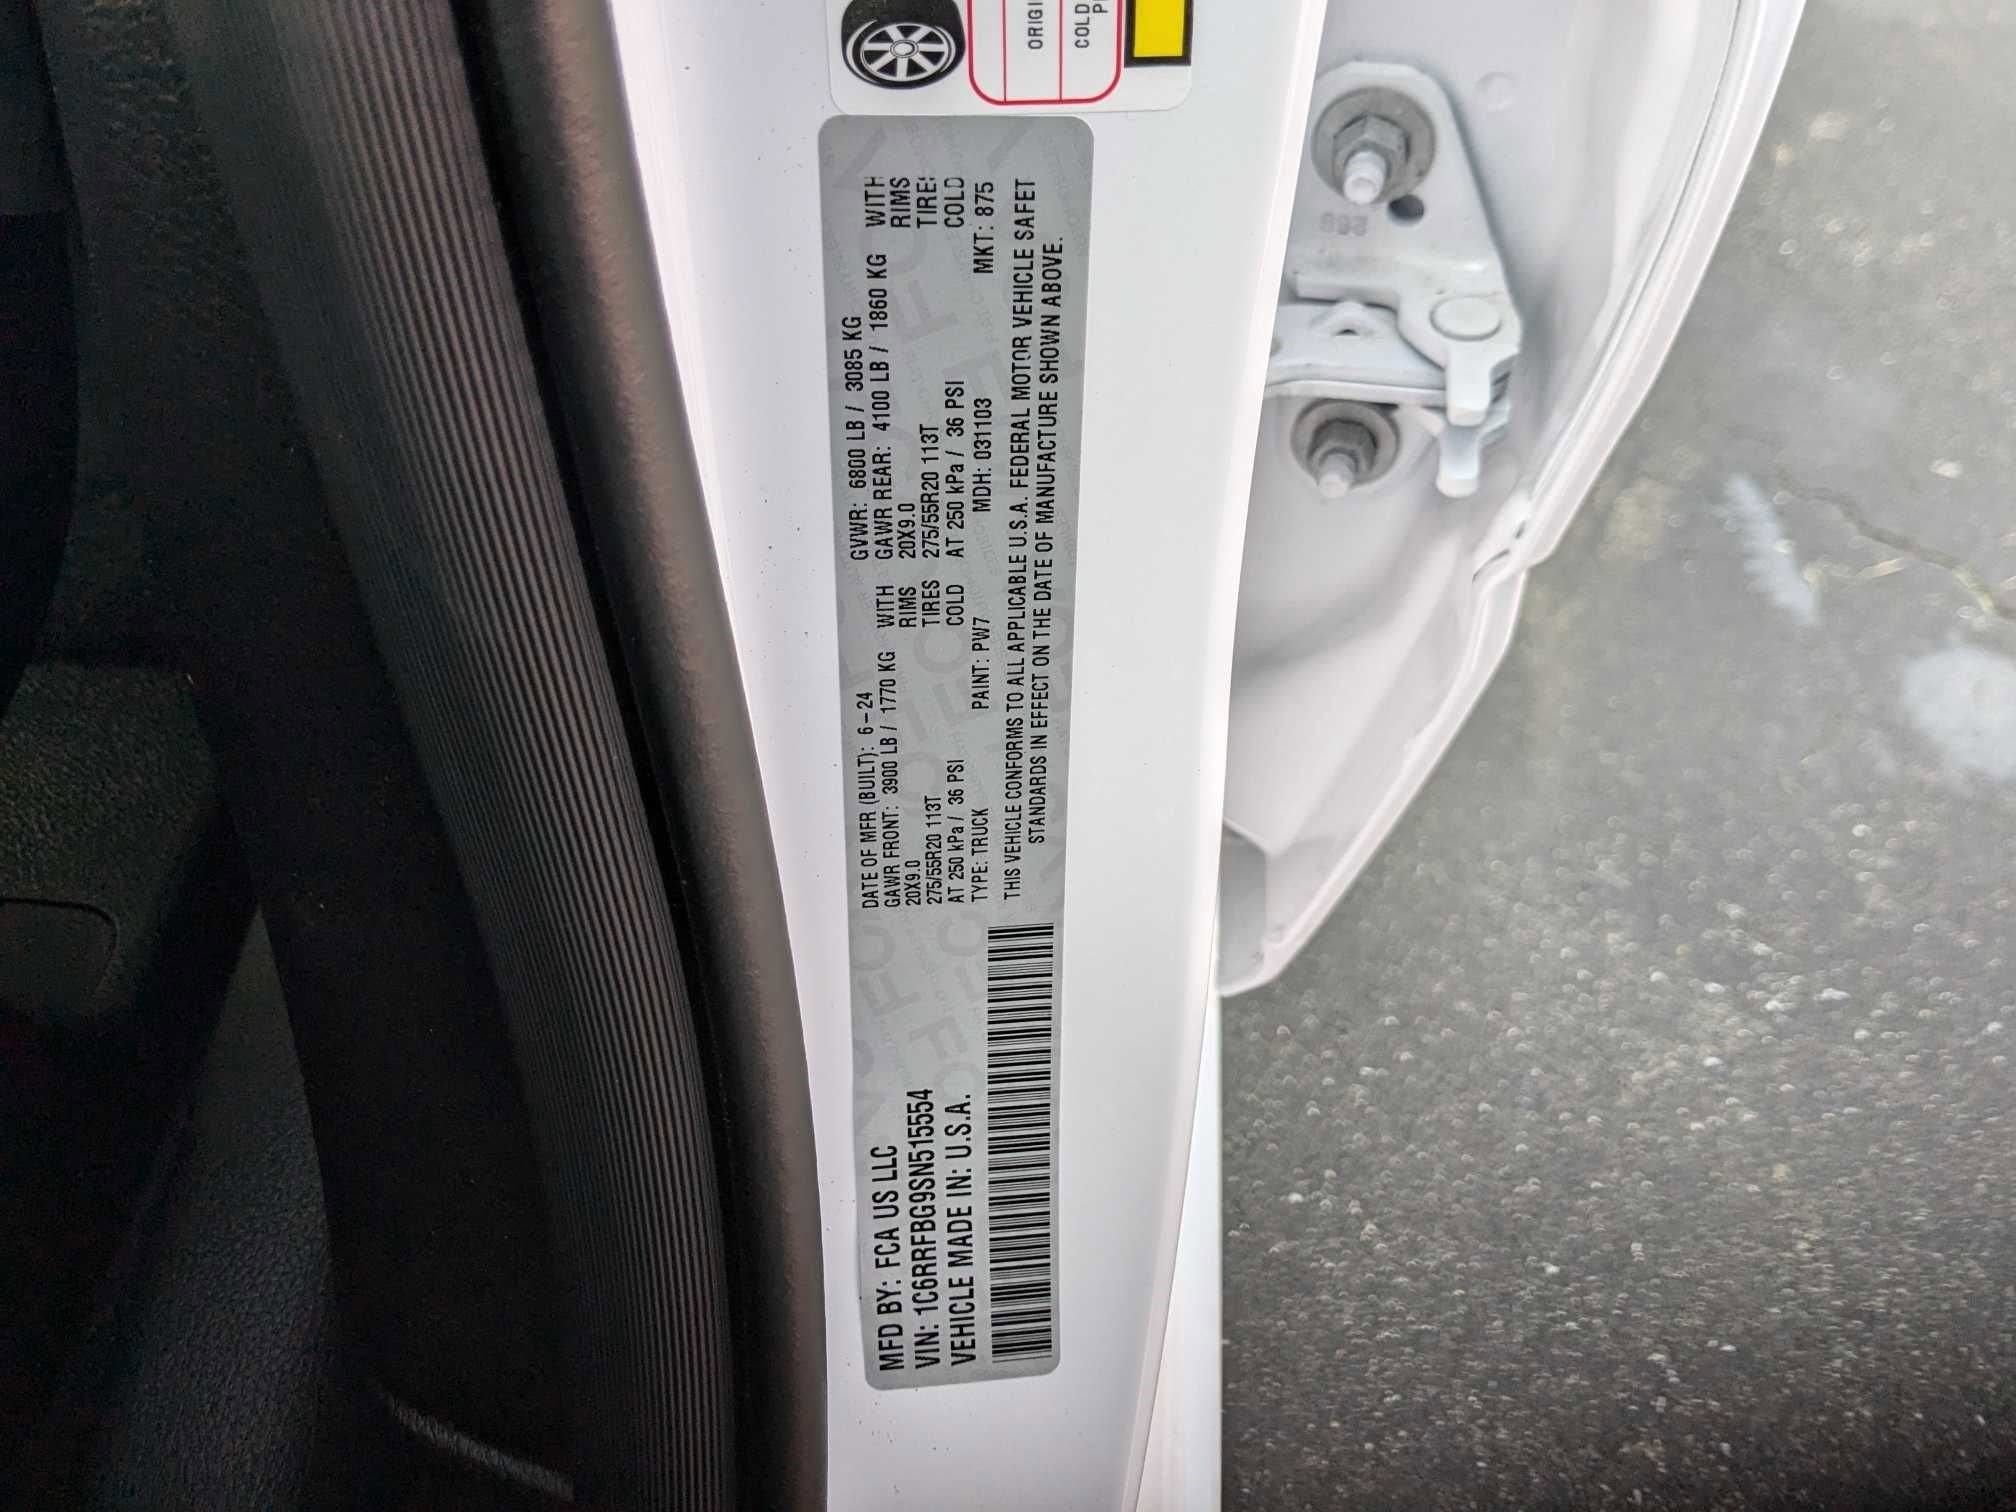 ORIGI
COLD
P
MFD BY: FCA US LLC
VIN: 1C6RRFBG9SN515554
VEHICLE MADE IN: U.S.A.
DATE OF MFR (BUILT): 6-24 GVWR: 6800 LB / 3085 KG
GAWR FRONT: 3900 LB / 1770 KG WITH GAWR REAR: 4100 LB / 1860 KG WITH
20X9.0 RIMS 20X9.0 RIMS
275/55R20 113T TIRES 275/55R20 113T TIRES
AT 250 kPa / 36 PSI COLD AT 250 kPa / 36 PSI COLD
TYPE: TRUCK PAINT: PW7 MDH: 031103 MKT: 875
THIS VEHICLE CONFORMS TO ALL APPLICABLE U.S.A. FEDERAL MOTOR VEHICLE SAFET
STANDARDS IN EFFECT ON THE DATE OF MANUFACTURE SHOWN ABOVE.